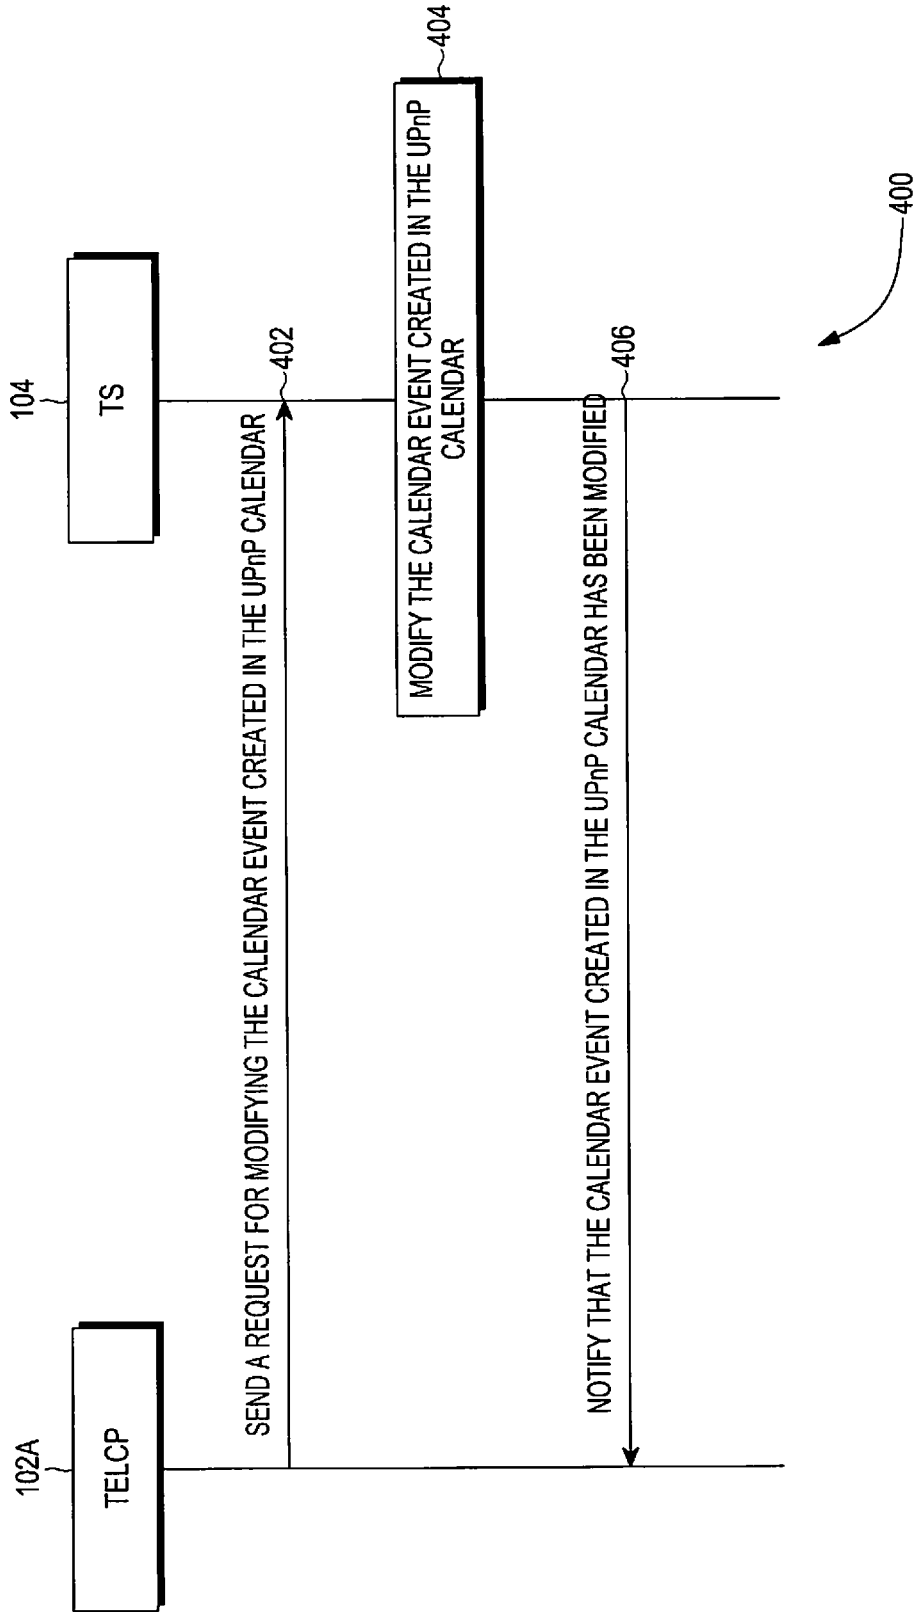 102A
TELCP
104
TS
SEND A REQUEST FOR MODIFYING THE CALENDAR EVENT CREATED IN THE UPnP CALENDAR
402
MODIFY THE CALENDAR EVENT CREATED IN THE UPnP
CALENDAR
404
NOTIFY THAT THE CALENDAR EVENT CREATED IN THE UPnP CALENDAR HAS BEEN MODIFIED
406
400